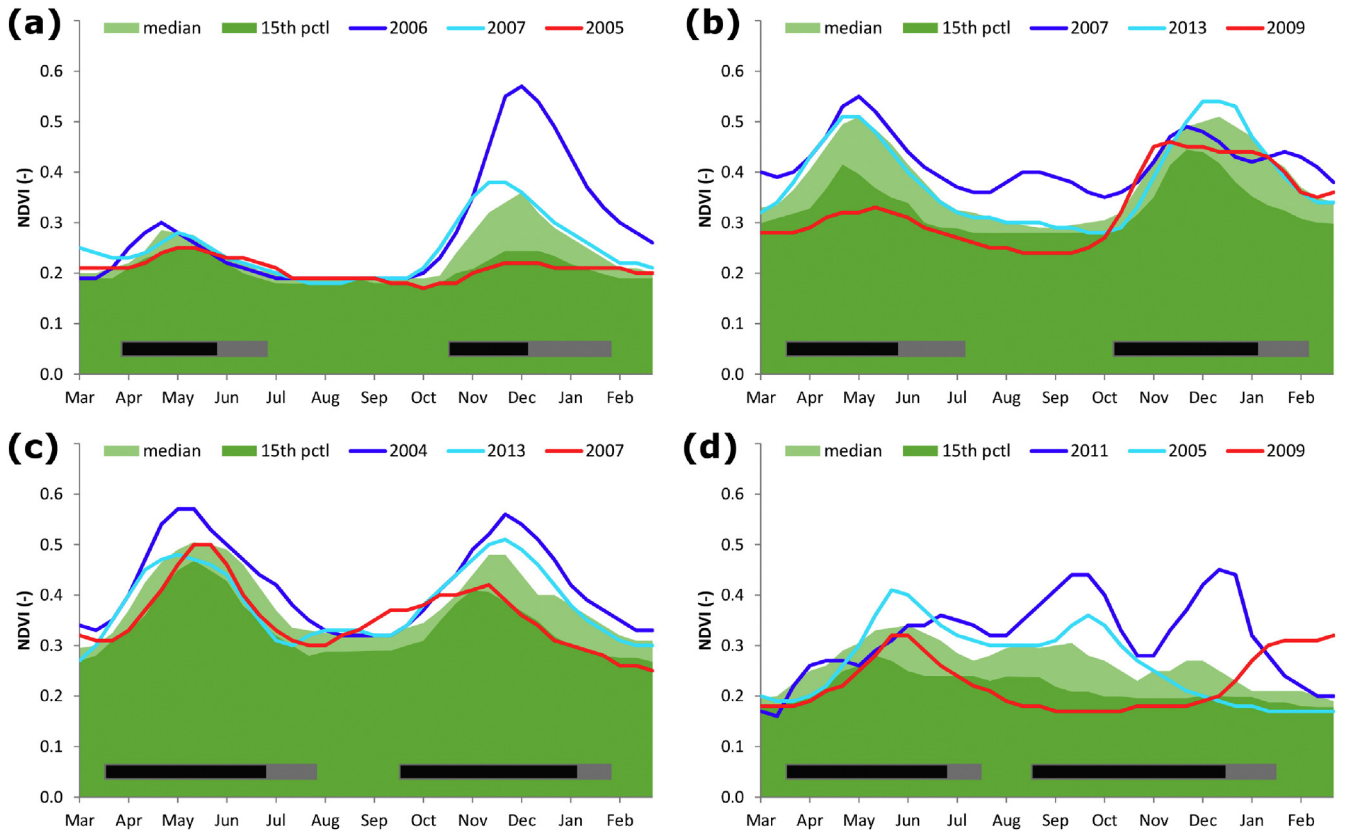 (a)
median 15th pctl 2006 2007 2005
NDVI (-)
0.6
0.5
0.4
0.3
0.2
0.1
0.0
Mar Apr May Jun Jul Aug Sep Oct Nov Dec Jan Feb
(b)
median 15th pctl 2007 2013 2009
NDVI (-)
0.6
0.5
0.4
0.3
0.2
0.1
0.0
Mar Apr May Jun Jul Aug Sep Oct Nov Dec Jan Feb
(c)
median 15th pctl 2004 2013 2007
NDVI (-)
0.6
0.5
0.4
0.3
0.2
0.1
0.0
Mar Apr May Jun Jul Aug Sep Oct Nov Dec Jan Feb
(d)
median 15th pctl 2011 2005 2009
NDVI (-)
0.6
0.5
0.4
0.3
0.2
0.1
0.0
Mar Apr May Jun Jul Aug Sep Oct Nov Dec Jan Feb